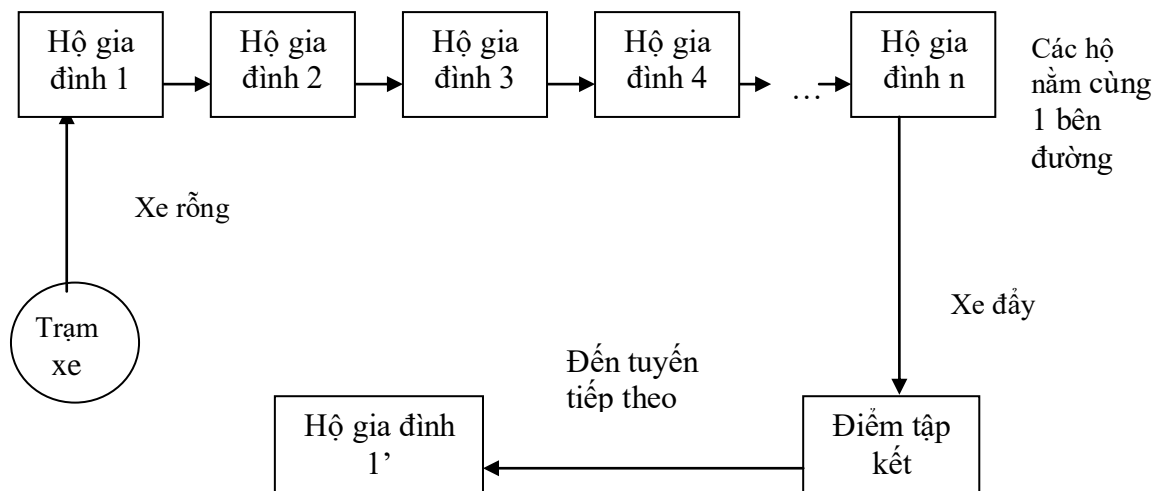 Hộ gia
đình 1
Hộ gia
đình 2
Hộ gia
đình 3
Hộ gia
đình 4
...
Hộ gia
đình n
Các hộ
nằm cùng
1 bên
đường
Xe rỗng
Trạm
xe
Xe đẩy
Đến tuyến
tiếp theo
Hộ gia đình
1’
Điểm tập
kết